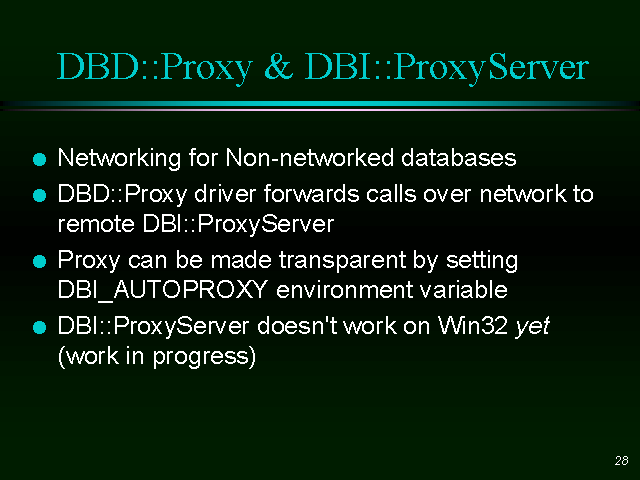 DBD::Proxy & DBI::ProxyServer
Networking for Non-networked databases
DBD::Proxy driver forwards calls over network to
remote DBI::ProxyServer
Proxy can be made transparent by setting
DBI_AUTOPROXY environment variable
DBI::ProxyServer doesn't work on Win32 yet
(work in progress)
28